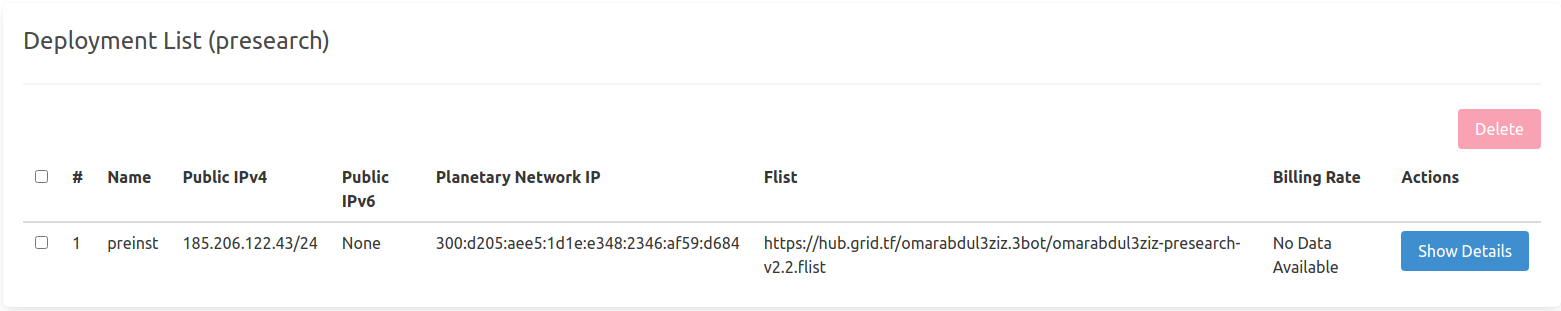 Deployment List (presearch)
Delete
# Name Public IPv4 Public IPv6 Planetary Network IP Flist Billing Rate Actions
1 preinst 185.206.122.43/24 None 300:d205:aee5:1d1e:e348:2346:af59:d684 https://hub.grid.tf/omarabdul3ziz.3bot/omarabdul3ziz-presearch- No Data Show Details
v2.2.flist Available